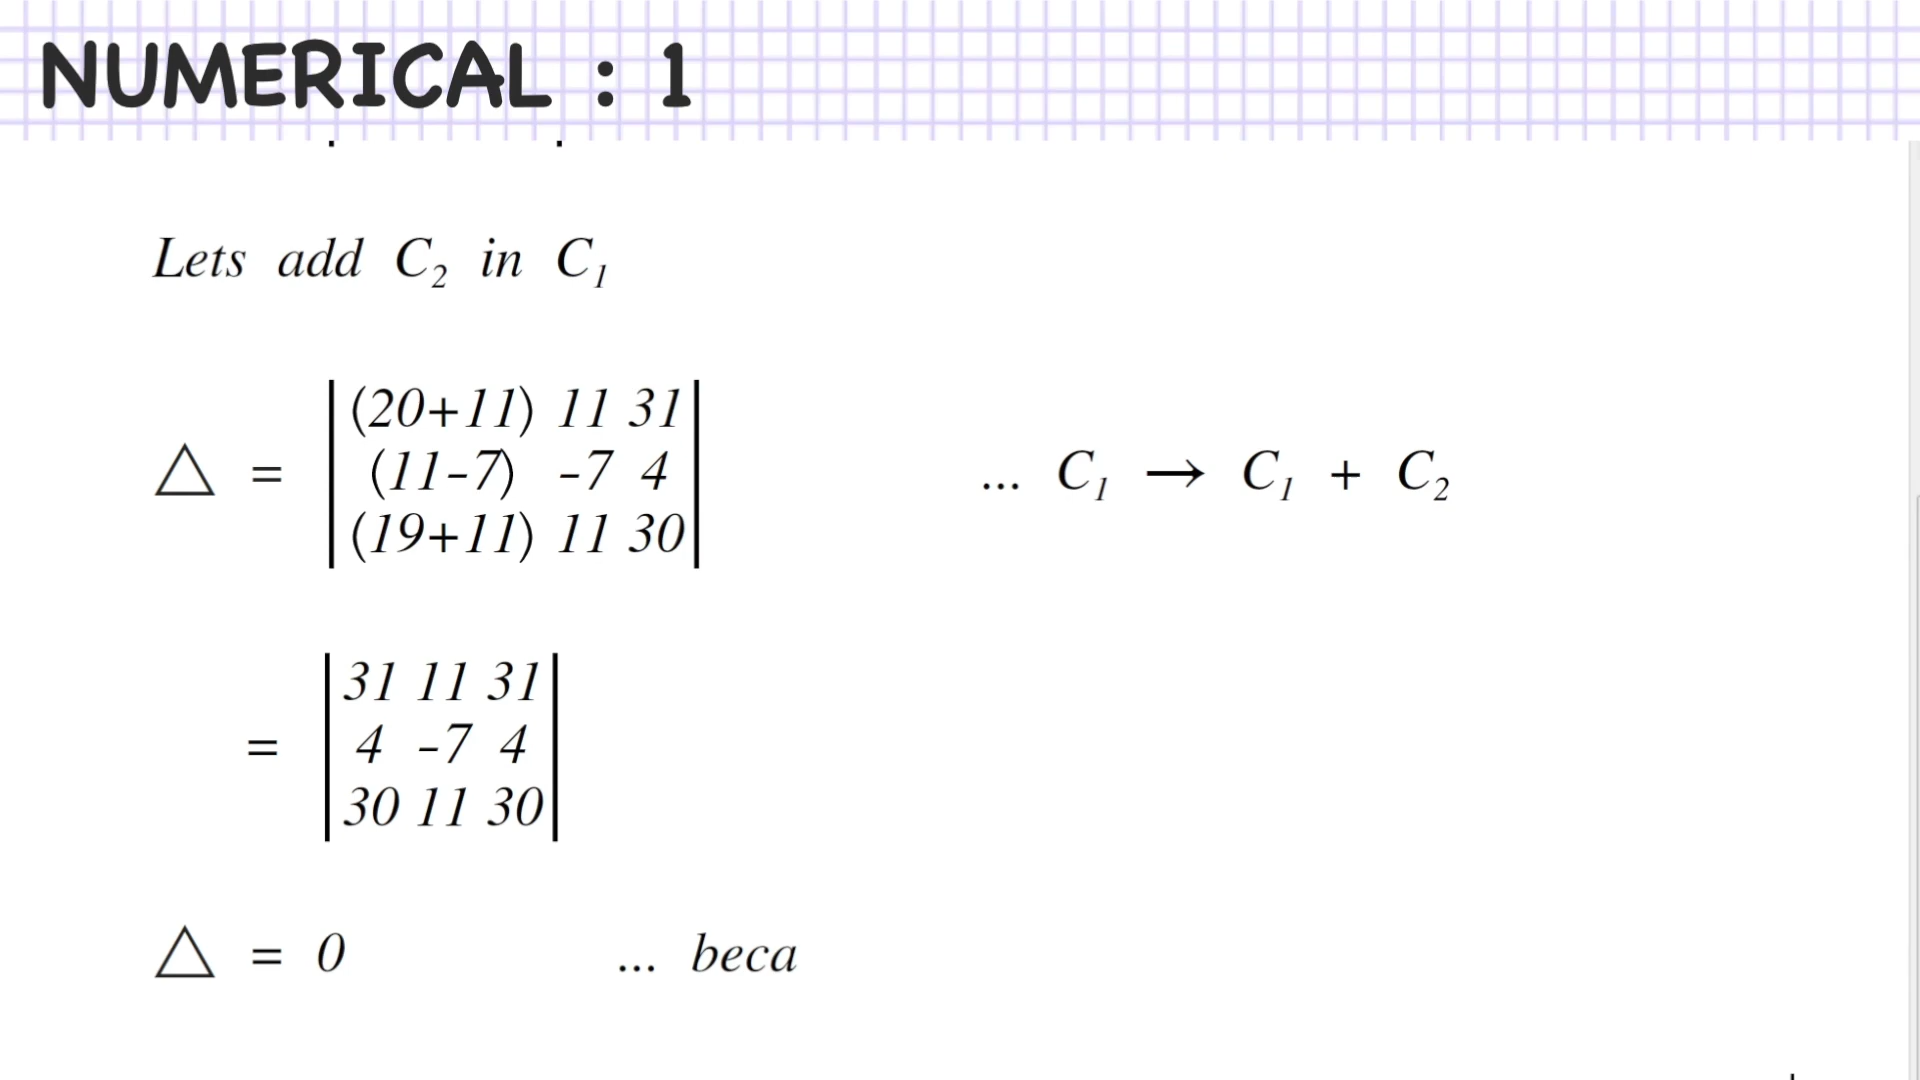 NUMERICAL : 1
Lets add C₂ in C₁
△ = |(20+11) 11 31| ... C₁ → C₁ + C₂
|(11-7) -7 4|
|(19+11) 11 30|
= |31 11 31|
|4 -7 4|
|30 11 30|
△ = 0 ... beca